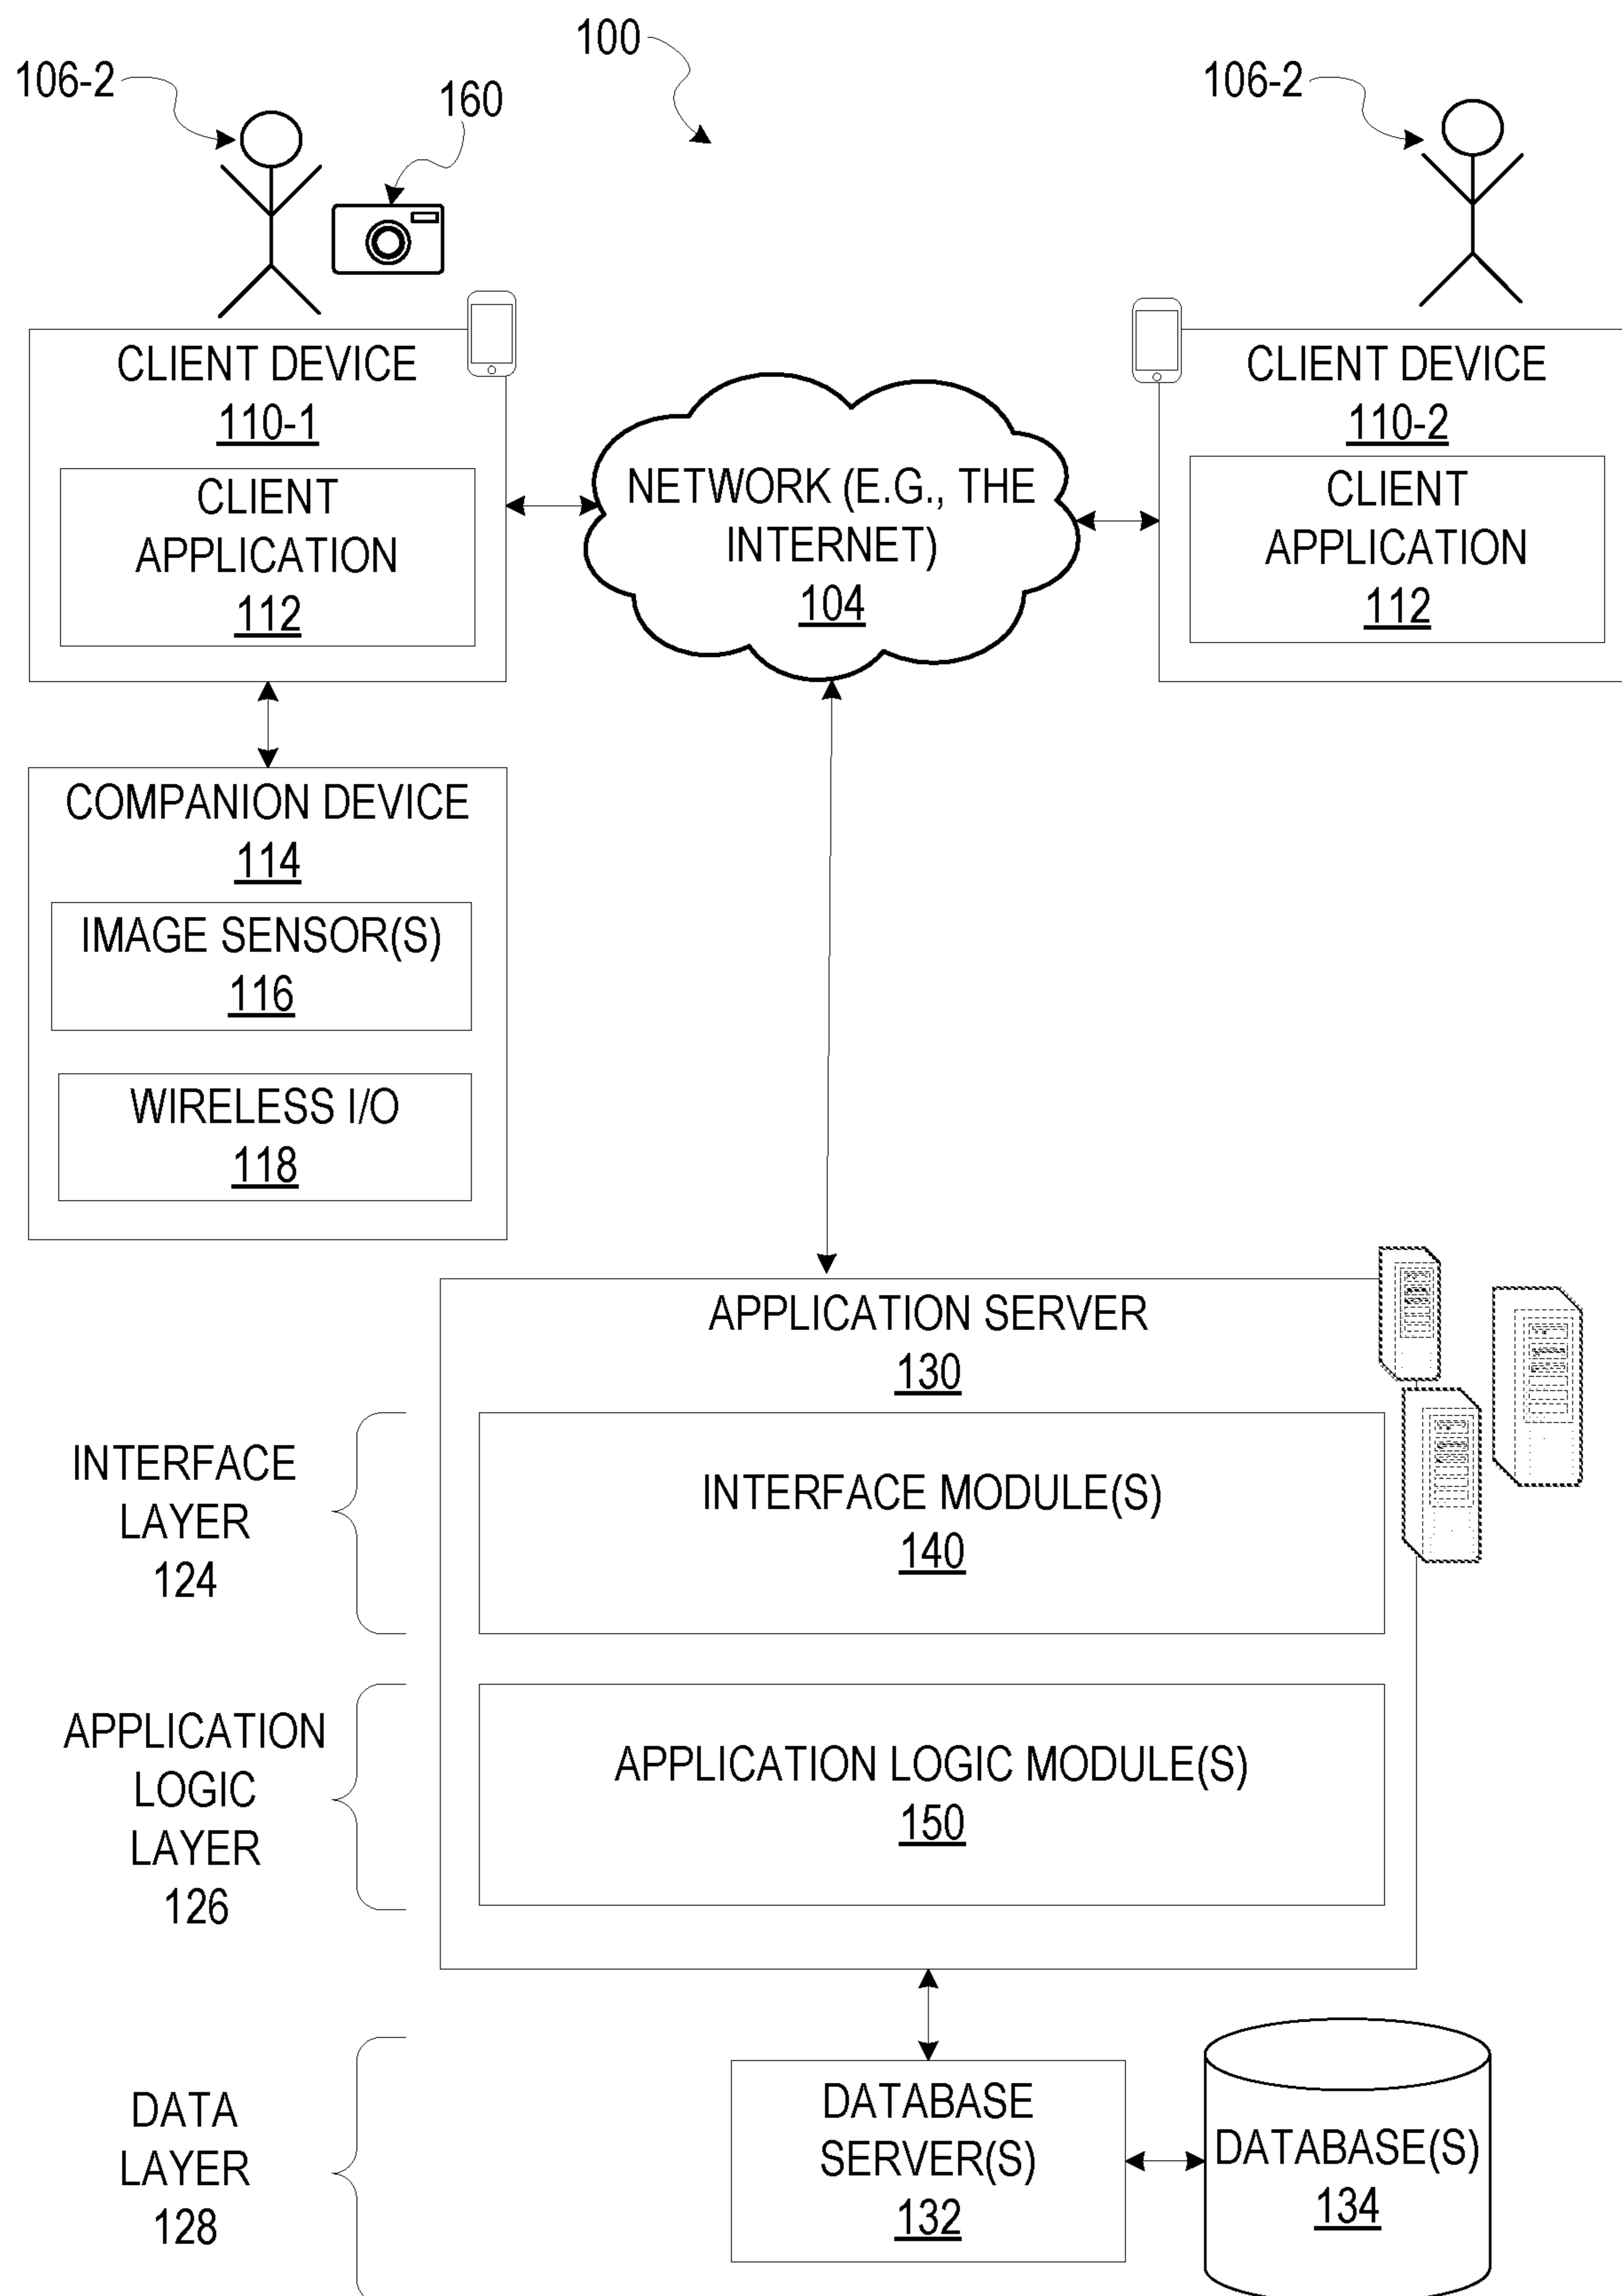 100
106-2
160
106-2
CLIENT DEVICE
110-1
CLIENT
APPLICATION
112
NETWORK (E.G., THE
INTERNET)
104
CLIENT DEVICE
110-2
CLIENT
APPLICATION
112
COMPANION DEVICE
114
IMAGE SENSOR(S)
116
WIRELESS I/O
118
APPLICATION SERVER
130
INTERFACE
LAYER
124
INTERFACE MODULE(S)
140
APPLICATION
LOGIC
LAYER
126
APPLICATION LOGIC MODULE(S)
150
DATA
LAYER
128
DATABASE
SERVER(S)
132
DATABASE(S)
134